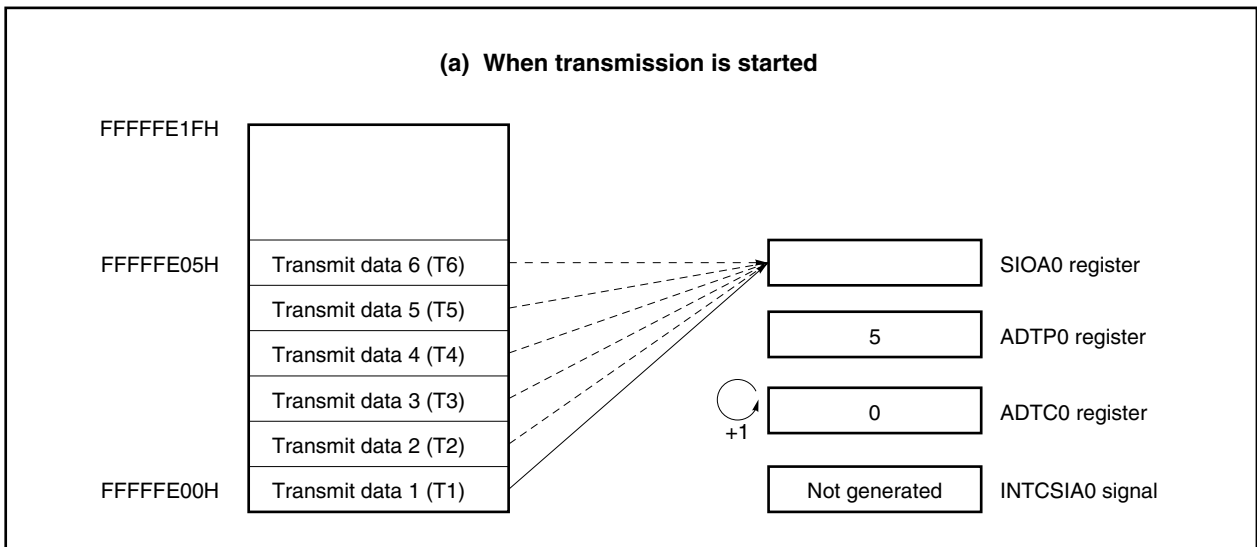 (a) When transmission is started
FFFFFE1FH
FFFFFE05H Transmit data 6 (T6) SIOA0 register
Transmit data 5 (T5) 5 ADTP0 register
Transmit data 4 (T4)
Transmit data 3 (T3) 0 ADTC0 register
+1
Transmit data 2 (T2)
FFFFFE00H Transmit data 1 (T1) Not generated INTCSIA0 signal